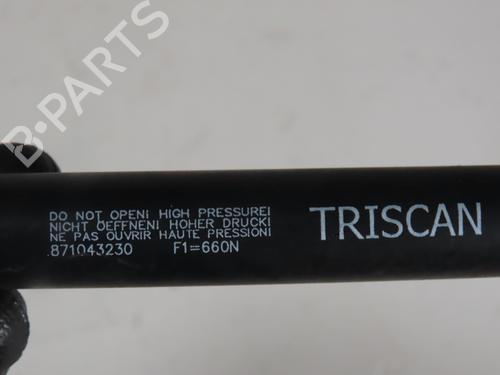 B-PARTS
DO NOT OPEN! HIGH PRESSURE!
NICHT OEFFNEN! HOHER DRUCK!
NE PAS OUVRIR HAUTE PRESSION!
871043230 F1=660N
TRISCAN